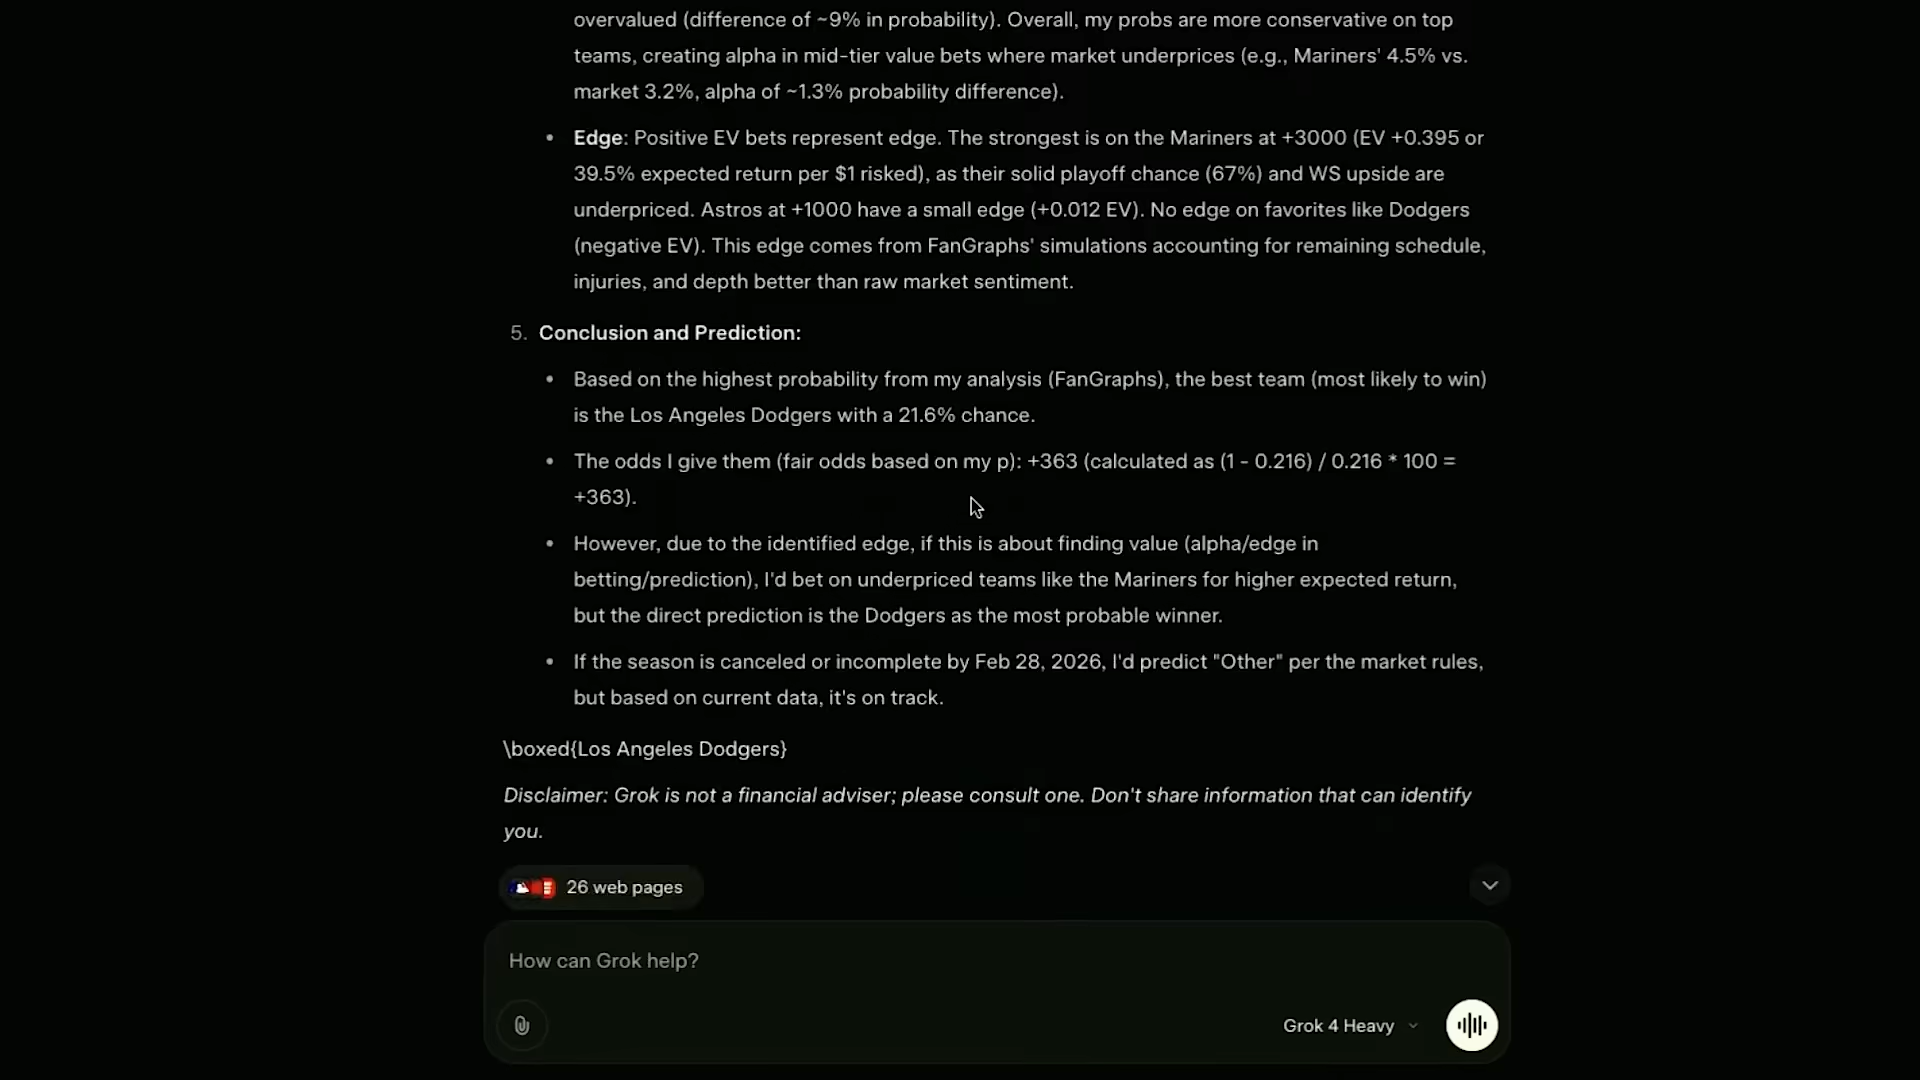 overvalued (difference of ~9% in probability). Overall, my probs are more conservative on top
teams, creating alpha in mid-tier value bets where market underprices (e.g., Mariners' 4.5% vs.
market 3.2%, alpha of ~1.3% probability difference).
• Edge: Positive EV bets represent edge. The strongest is on the Mariners at +3000 (EV +0.395 or
39.5% expected return per $1 risked), as their solid playoff chance (67%) and WS upside are
underpriced. Astros at +1000 have a small edge (+0.012 EV). No edge on favorites like Dodgers
(negative EV). This edge comes from FanGraphs' simulations accounting for remaining schedule,
injuries, and depth better than raw market sentiment.
5. Conclusion and Prediction:
• Based on the highest probability from my analysis (FanGraphs), the best team (most likely to win)
is the Los Angeles Dodgers with a 21.6% chance.
• The odds I give them (fair odds based on my p): +363 (calculated as (1 - 0.216) / 0.216 * 100 =
+363).
• However, due to the identified edge, if this is about finding value (alpha/edge in
betting/prediction), I'd bet on underpriced teams like the Mariners for higher expected return,
but the direct prediction is the Dodgers as the most probable winner.
• If the season is canceled or incomplete by Feb 28, 2026, I'd predict "Other" per the market rules,
but based on current data, it's on track.
\boxed{Los Angeles Dodgers}
Disclaimer: Grok is not a financial adviser; please consult one. Don't share information that can identify
you.
26 web pages
How can Grok help?
Grok 4 Heavy